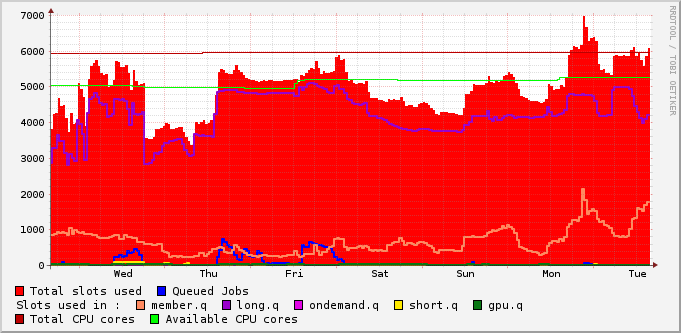 7000
6000
5000
4000
3000
2000
1000
0
Wed Thu Fri Sat Sun Mon Tue
RRDTOOL / TOBI OETIKER
Total slots used Queued Jobs
Slots used in : member.q long.q ondemand.q short.q gpu.q
Total CPU cores Available CPU cores